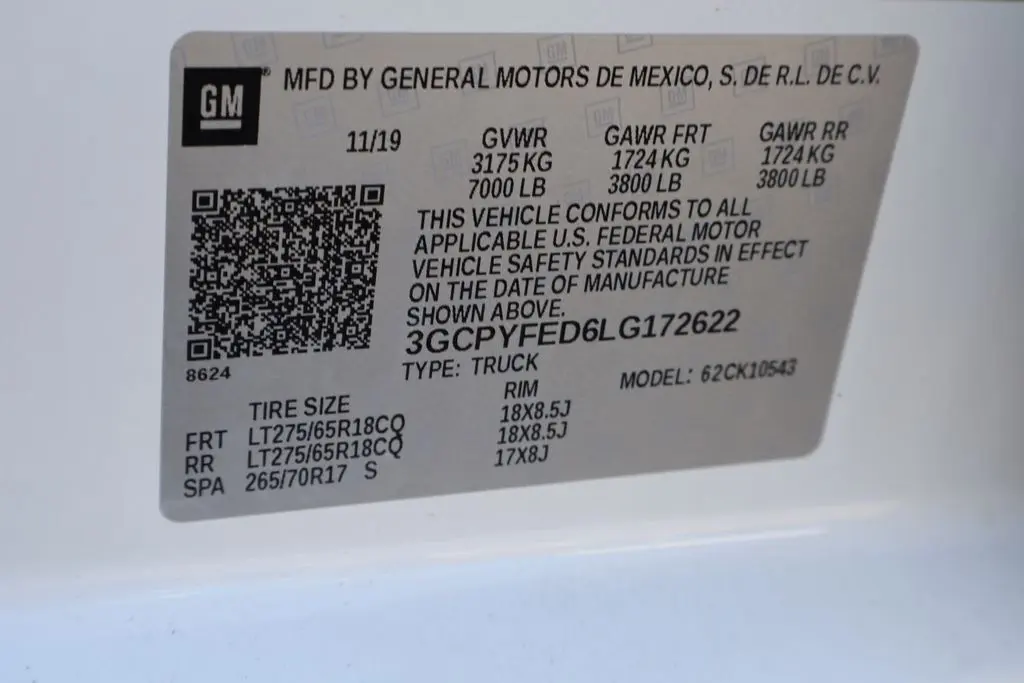 GM® MFD BY GENERAL MOTORS DE MEXICO, S. DE R.L. DE C.V.
11/19 GVWR GAWR FRT GAWR RR
3175 KG 1724 KG 1724 KG
7000 LB 3800 LB 3800 LB
THIS VEHICLE CONFORMS TO ALL
APPLICABLE U.S. FEDERAL MOTOR
VEHICLE SAFETY STANDARDS IN EFFECT
ON THE DATE OF MANUFACTURE
SHOWN ABOVE.
3GCPYFED6LG172622
8624 TYPE: TRUCK MODEL: 62CK10543
TIRE SIZE RIM
FRT LT275/65R18CQ 18X8.5J
RR LT275/65R18CQ 18X8.5J
SPA 265/70R17 S 17X8J